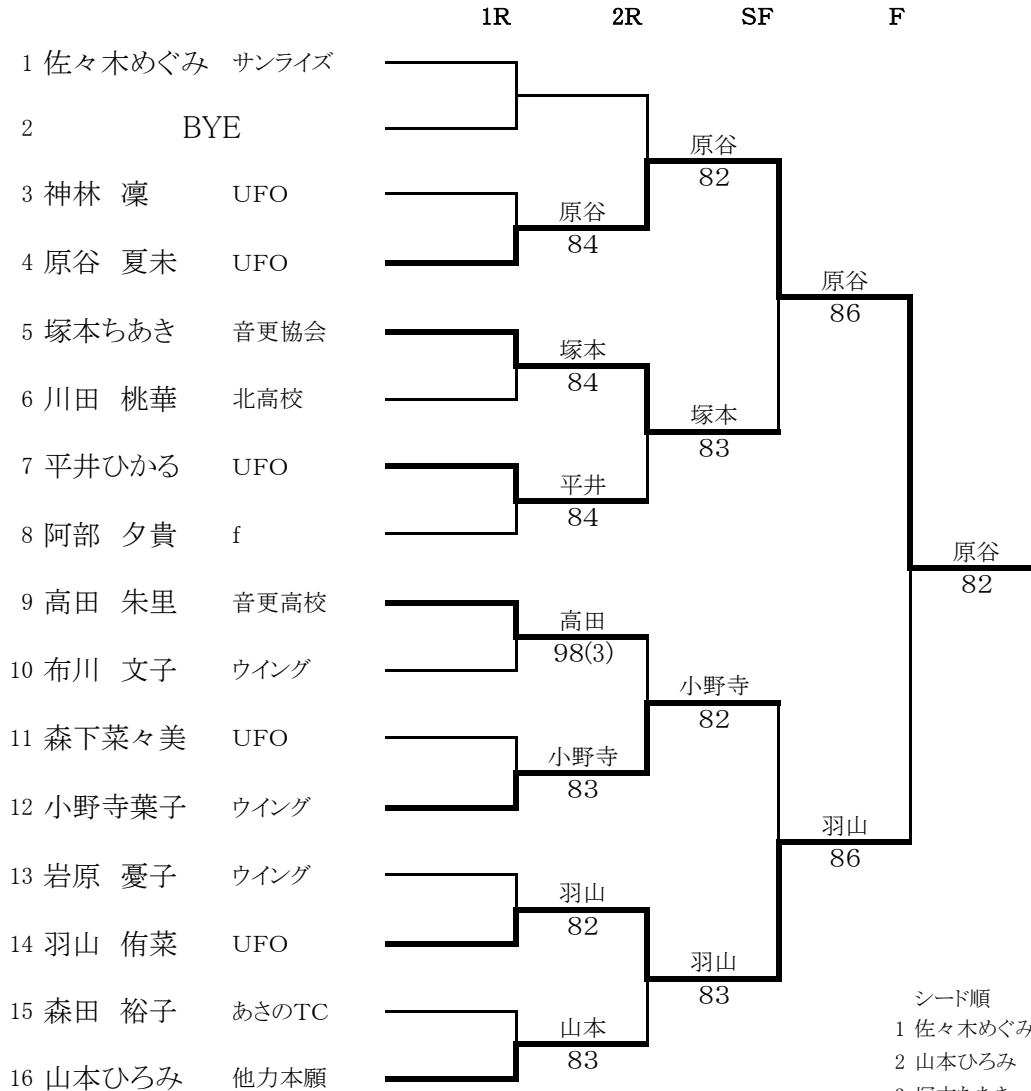 1R 2R SF F
1 佐々木めぐみ サンライズ
2 BYE
原谷
82
3 神林 凜 UFO
原谷
84
4 原谷 夏未 UFO
原谷
86
5 塚本ちあき 音更協会
塚本
84
6 川田 桃華 北高校
塚本
83
7 平井ひかる UFO
平井
84
8 阿部 夕貴 f
原谷
82
9 高田 朱里 音更高校
高田
98(3)
10 布川 文子 ウイング
小野寺
82
11 森下菜々美 UFO
小野寺
83
12 小野寺葉子 ウイング
羽山
86
13 岩原 憂子 ウイング
羽山
82
14 羽山 侑菜 UFO
羽山
83
15 森田 裕子 あさのTC
山本
83
16 山本ひろみ 他力本願
シード順
1 佐々木めぐみ
2 山本ひろみ